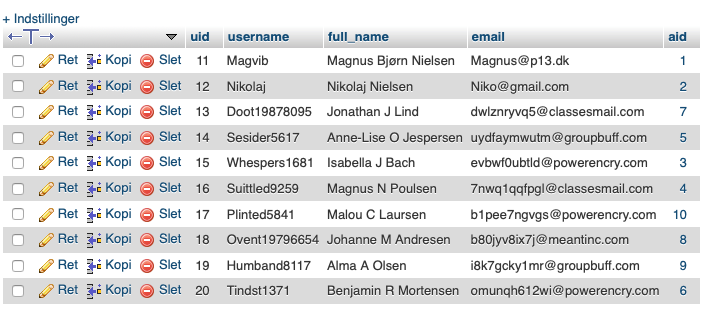 + Indstillinger
uid username full_name email aid
Ret Kopi Slet 11 Magvib Magnus Bjørn Nielsen Magnus@p13.dk 1
Ret Kopi Slet 12 Nikolaj Nikolaj Nielsen Niko@gmail.com 2
Ret Kopi Slet 13 Doot19878095 Jonathan J Lind dwlznryvq5@classesmail.com 7
Ret Kopi Slet 14 Sesider5617 Anne-Lise O Jespersen uydfaymwutm@groupbuff.com 5
Ret Kopi Slet 15 Whespers1681 Isabella J Bach evbwf0ubtld@powerencry.com 3
Ret Kopi Slet 16 Suittled9259 Magnus N Poulsen 7nwq1qqfpgl@classesmail.com 4
Ret Kopi Slet 17 Plinted5841 Malou C Laursen b1pee7ngvgs@powerencry.com 10
Ret Kopi Slet 18 Ovent19796654 Johanne M Andresen b80jyv8ix7j@meantinc.com 8
Ret Kopi Slet 19 Humband8117 Alma A Olsen i8k7gcky1mr@groupbuff.com 9
Ret Kopi Slet 20 Tindst1371 Benjamin R Mortensen omunqh612wi@powerencry.com 6